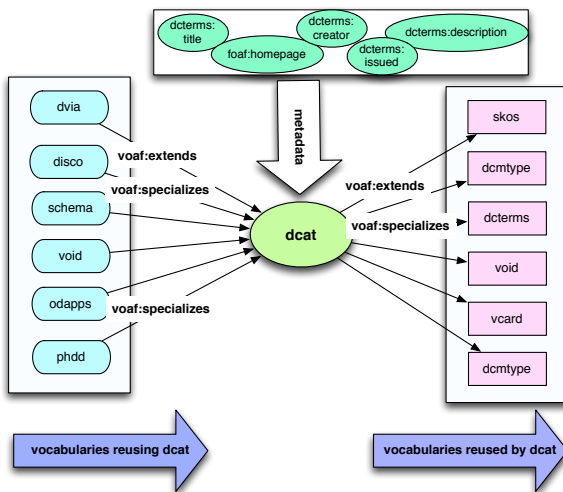 dcterms:
title
foaf:homepage
dcterms:
creator
dcterms:
issued
dcterms:description
metadata
dvia
disco
schema
void
odapps
phdd
voaf:extends
voaf:specializes
voaf:specializes
dcat
voaf:extends
voaf:specializes
skos
dcmtype
dcterms
void
vcard
dcmtype
vocabularies reusing dcat
vocabularies reused by dcat